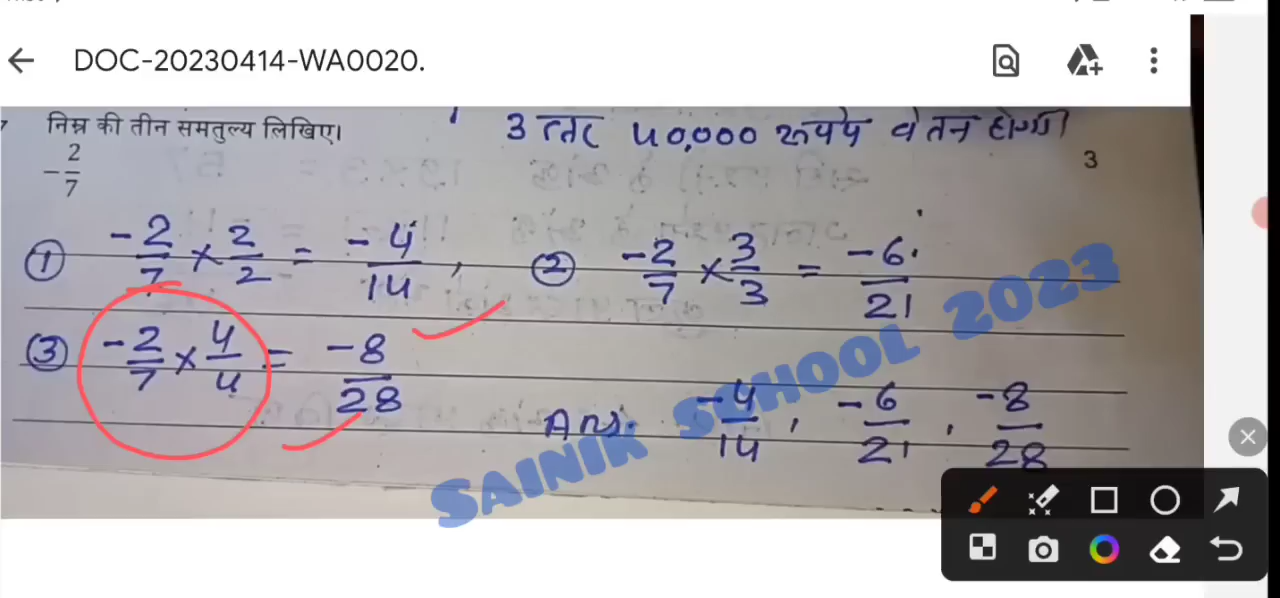 DOC-20230414-WA0020.
3 स्तर 40,000 रूपये वेतन होगा
निम्न की तीन समतुल्य लिखिए।
3
-2/7
① -2/7 × 2/2 = -4/14 , ② -2/7 × 3/3 = -6/21
③ -2/7 × 4/4 = -8/28
Ans. -4/14 , -6/21 , -8/28
SAINIK SCHOOL 2023